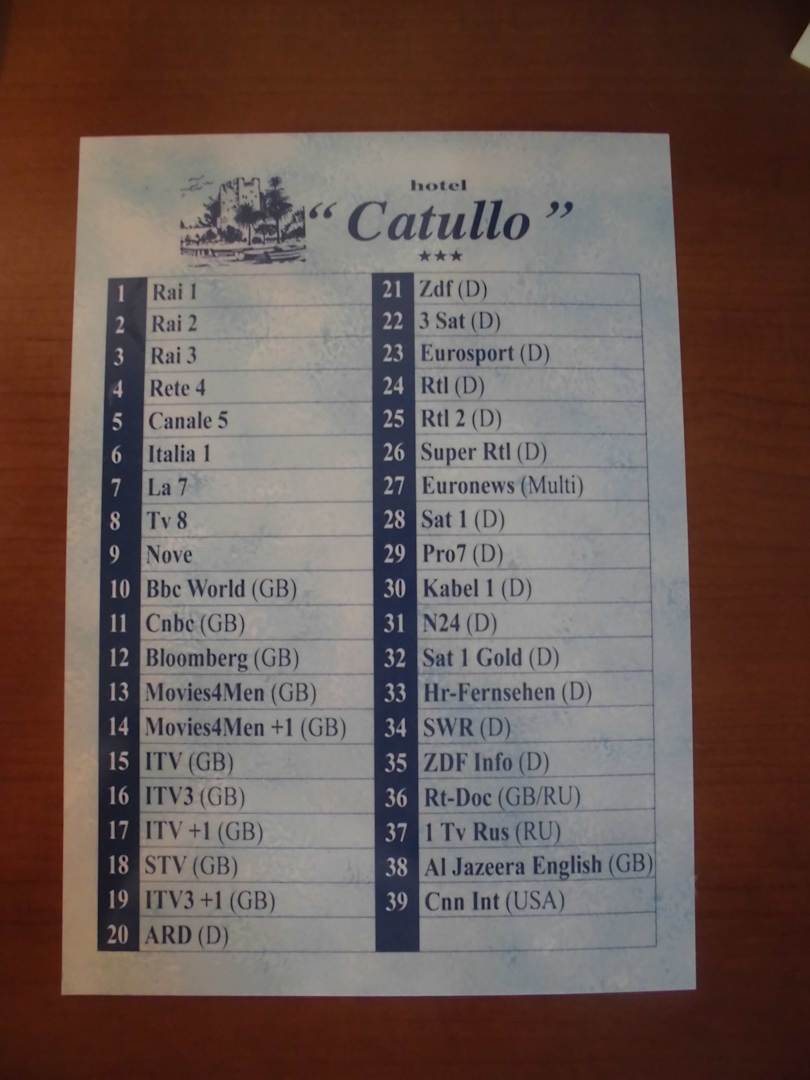 hotel
“ Catullo ”
★★★
1 Rai 1
2 Rai 2
3 Rai 3
4 Rete 4
5 Canale 5
6 Italia 1
7 La 7
8 Tv 8
9 Nove
10 Bbc World (GB)
11 Cnbc (GB)
12 Bloomberg (GB)
13 Movies4Men (GB)
14 Movies4Men +1 (GB)
15 ITV (GB)
16 ITV3 (GB)
17 ITV +1 (GB)
18 STV (GB)
19 ITV3 +1 (GB)
20 ARD (D)
21 Zdf (D)
22 3 Sat (D)
23 Eurosport (D)
24 Rtl (D)
25 Rtl 2 (D)
26 Super Rtl (D)
27 Euronews (Multi)
28 Sat 1 (D)
29 Pro7 (D)
30 Kabel 1 (D)
31 N24 (D)
32 Sat 1 Gold (D)
33 Hr-Fernsehen (D)
34 SWR (D)
35 ZDF Info (D)
36 Rt-Doc (GB/RU)
37 1 Tv Rus (RU)
38 Al Jazeera English (GB)
39 Cnn Int (USA)